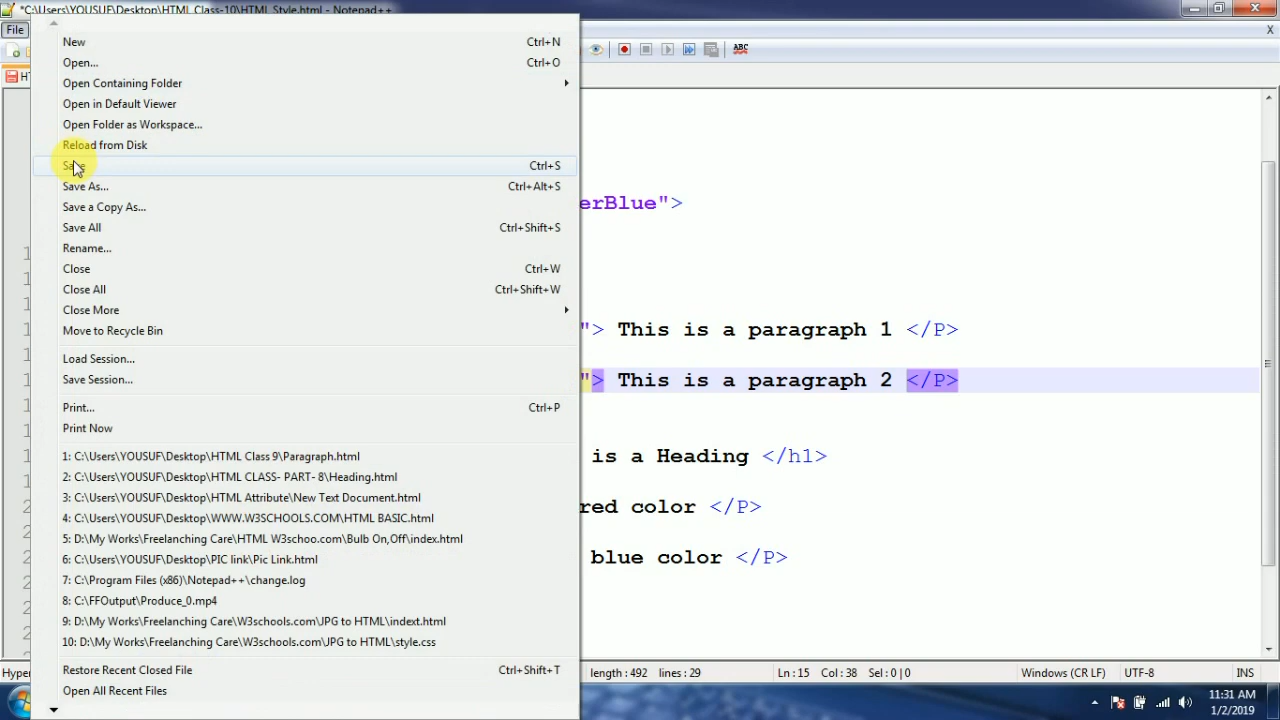 *C:\Users\YOUSUF\Desktop\HTML Class-10\HTML Style.html - Notepad++
File X
New Ctrl+N
Open... Ctrl+O
Open Containing Folder
Open in Default Viewer
Open Folder as Workspace...
Reload from Disk
Save Ctrl+S
Save As... Ctrl+Alt+S
Save a Copy As...
Save All Ctrl+Shift+S
Rename...
Close Ctrl+W
Close All Ctrl+Shift+W
Close More
Move to Recycle Bin
Load Session...
Save Session...
Print... Ctrl+P
Print Now
1: C:\Users\YOUSUF\Desktop\HTML Class 9\Paragraph.html
2: C:\Users\YOUSUF\Desktop\HTML CLASS- PART- 8\Heading.html
3: C:\Users\YOUSUF\Desktop\HTML Attribute\New Text Document.html
4: C:\Users\YOUSUF\Desktop\WWW.W3SCHOOLS.COM\HTML BASIC.html
5: D:\My Works\Freelanching Care\HTML W3schoo.com\Bulb On,Off\index.html
6: C:\Users\YOUSUF\Desktop\PIC link\Pic Link.html
7: C:\Program Files (x86)\Notepad++\change.log
8: C:\FFOutput\Produce_0.mp4
9: D:\My Works\Freelanching Care\W3schools.com\JPG to HTML\indext.html
10: D:\My Works\Freelanching Care\W3schools.com\JPG to HTML\style.css
Restore Recent Closed File Ctrl+Shift+T
Open All Recent Files
ABC
erBlue">
"> This is a paragraph 1 </P>
"> This is a paragraph 2 </P>
is a Heading </h1>
red color </P>
blue color </P>
Hyper length : 492 lines : 29 Ln : 15 Col : 38 Sel : 0 | 0 Windows (CR LF) UTF-8 INS
11:31 AM
1/2/2019